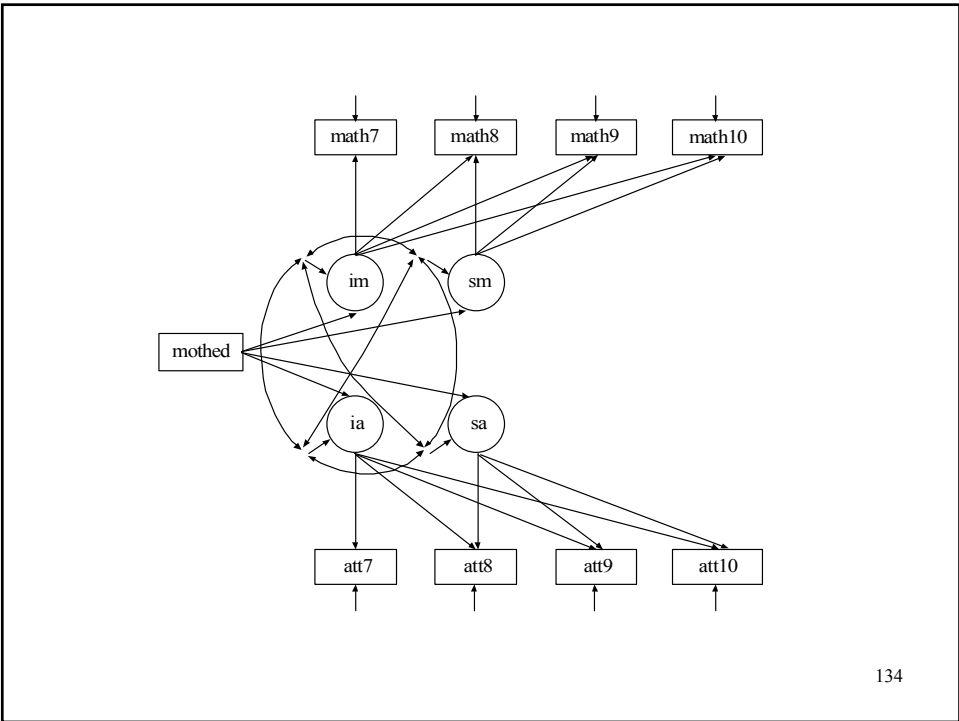 math7 math8 math9 math10
im sm
mothed
ia sa
att7 att8 att9 att10
134